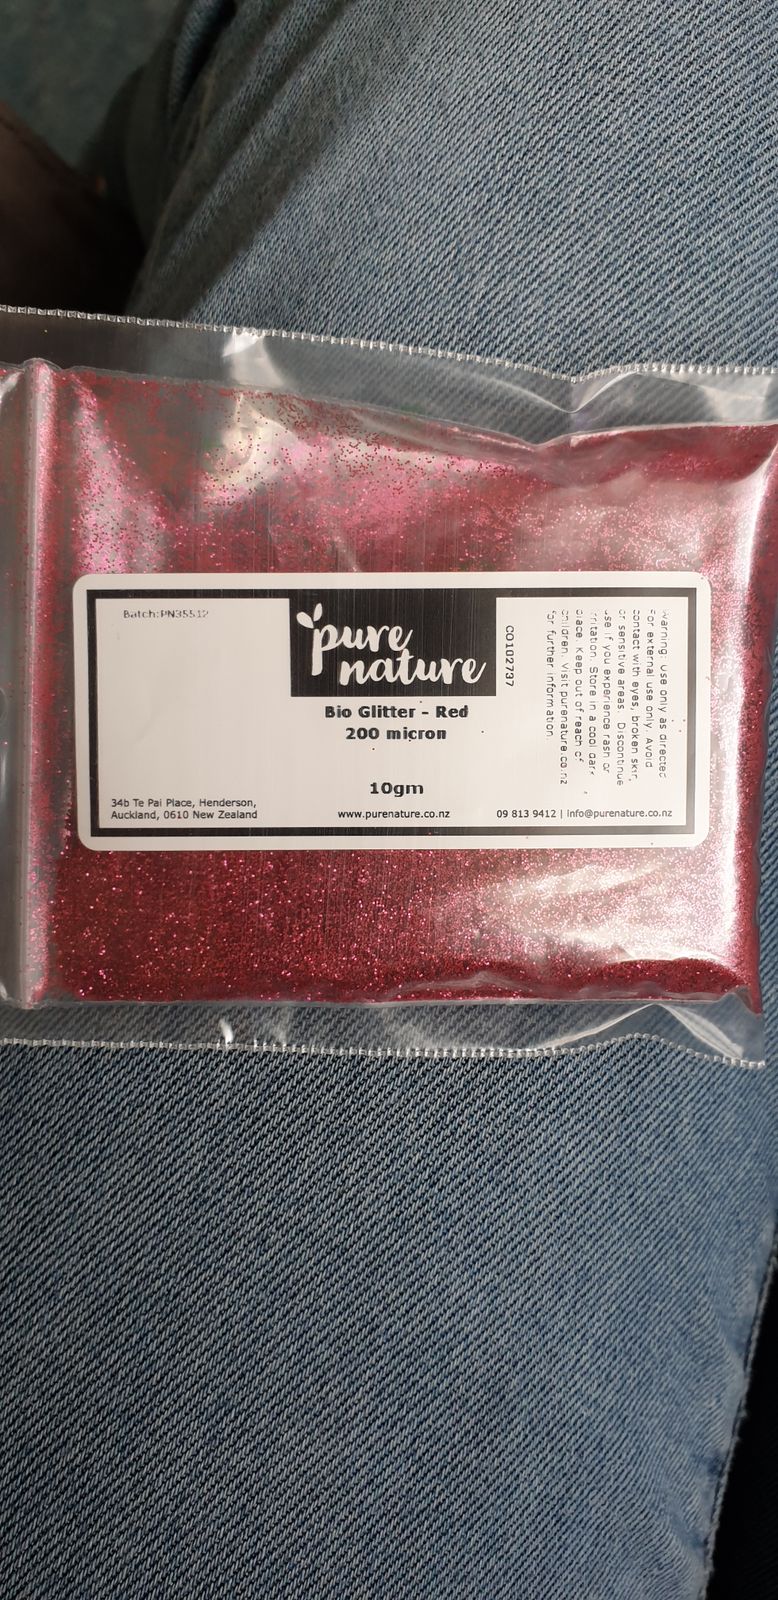 Batch:PN35512
pure
nature
CO102737
Warning: Use only as directed
For external use only. Avoid
contact with eyes, broken skin,
or sensitive areas. Discontinue
use if you experience rash or
irritation. Store in a cool dark
place. Keep out of reach of
children. Visit purenature.co.nz
for further information.
Bio Glitter - Red
200 micron
10gm
34b Te Pai Place, Henderson,
Auckland, 0610 New Zealand
www.purenature.co.nz
09 813 9412 | info@purenature.co.nz